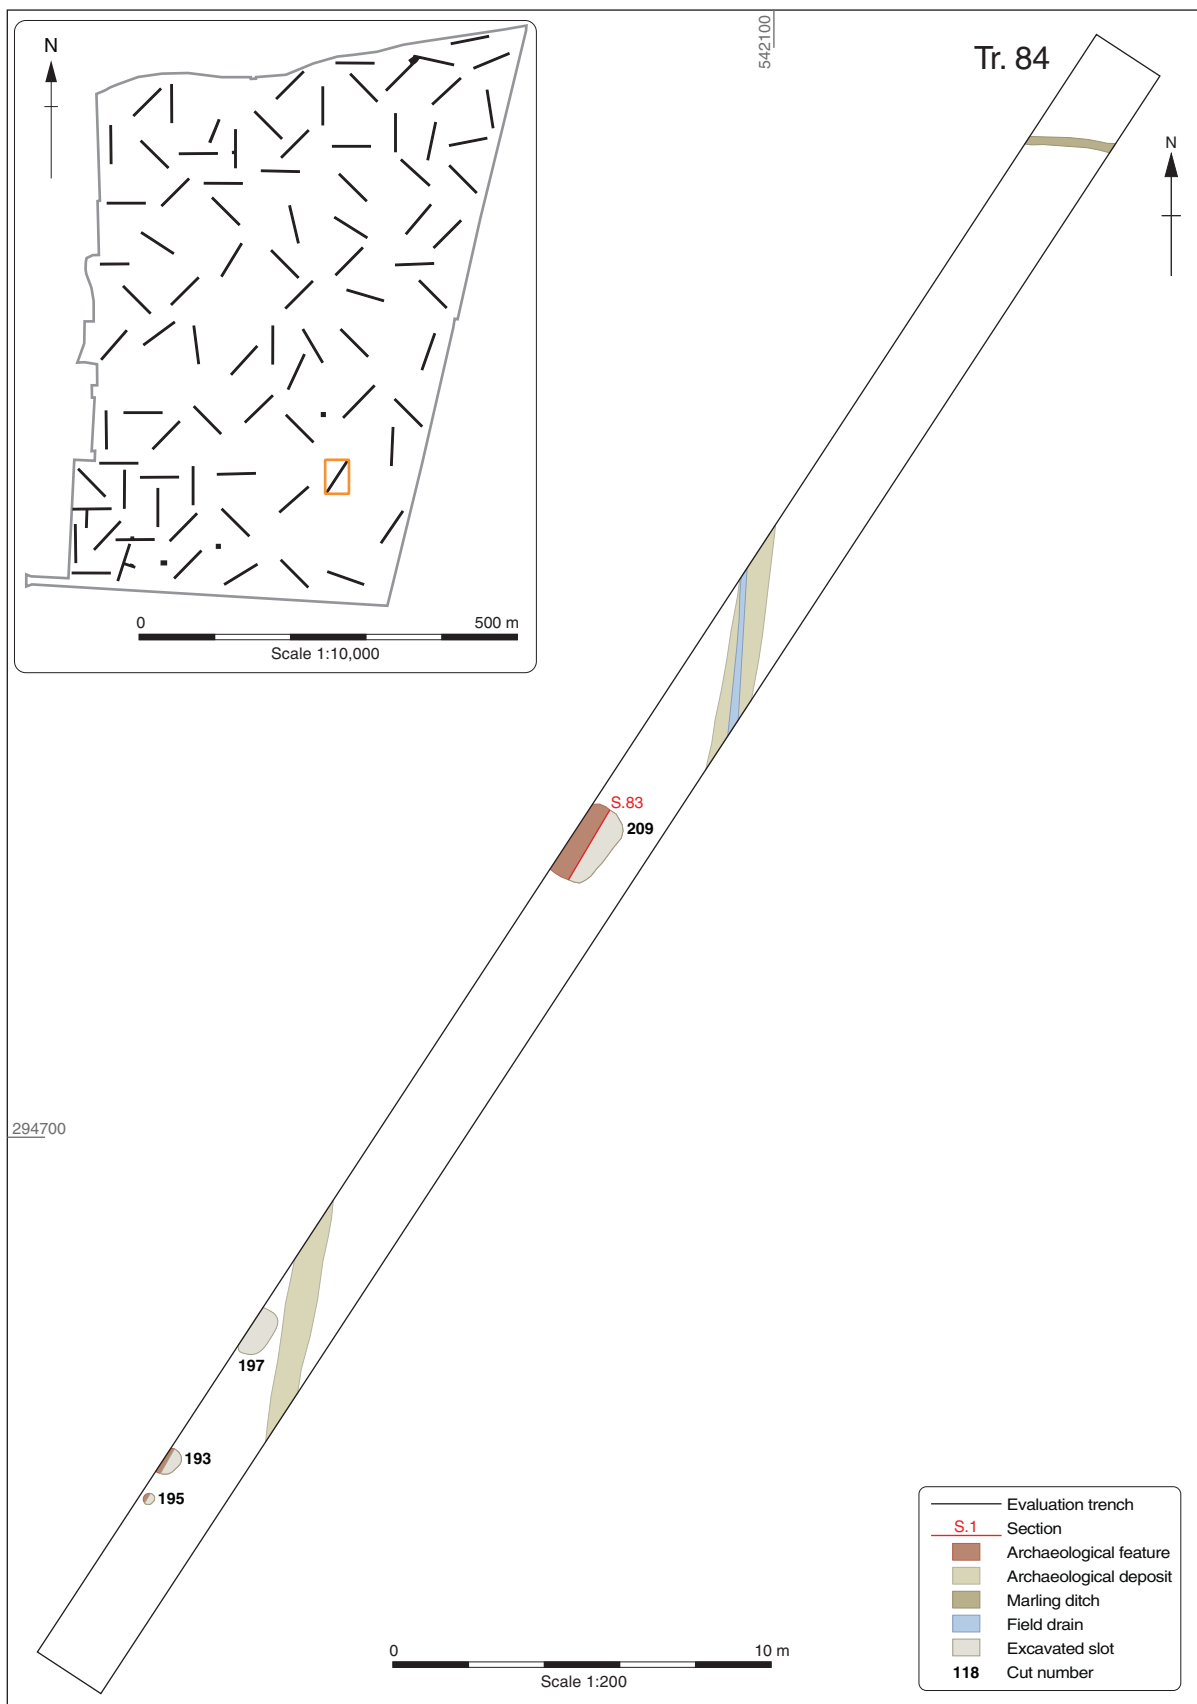 N
0 500 m
Scale 1:10,000
542100
Tr. 84
N
S.83
209
294700
197
193
195
0 10 m
Scale 1:200
Evaluation trench
S.1 Section
Archaeological feature
Archaeological deposit
Marling ditch
Field drain
Excavated slot
118 Cut number